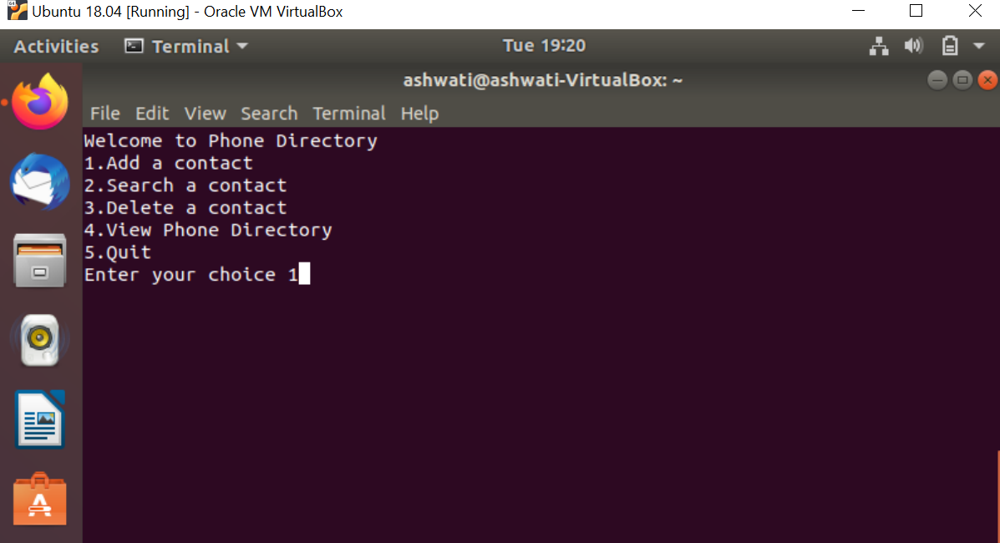 Ubuntu 18.04 [Running] - Oracle VM VirtualBox
Activities Terminal Tue 19:20
ashwati@ashwati-VirtualBox: ~
File Edit View Search Terminal Help
Welcome to Phone Directory
1.Add a contact
2.Search a contact
3.Delete a contact
4.View Phone Directory
5.Quit
Enter your choice 1